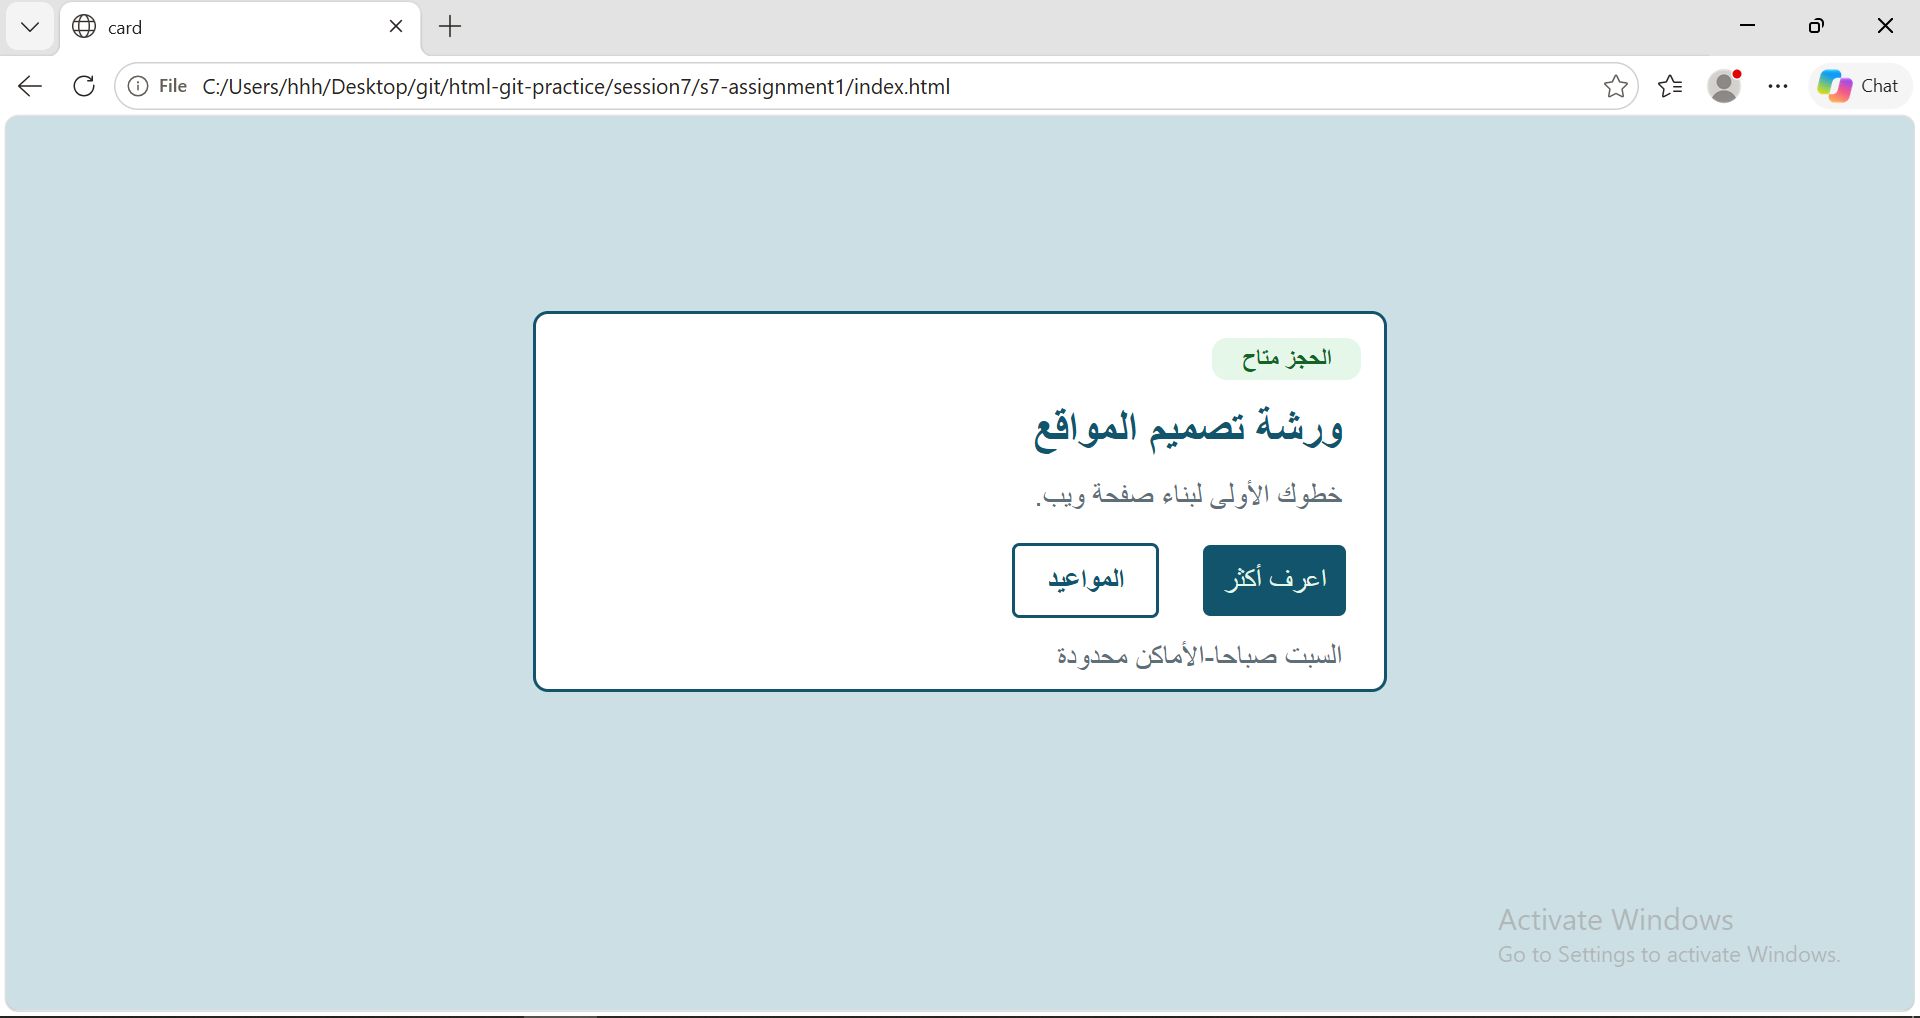 card
File C:/Users/hhh/Desktop/git/html-git-practice/session7/s7-assignment1/index.html
Chat
الحجز متاح
ورشة تصميم المواقع
خطوك الأولى لبناء صفحة ويب.
اعرف أكثر
المواعيد
السبت صباحا-الأماكن محدودة
Activate Windows
Go to Settings to activate Windows.